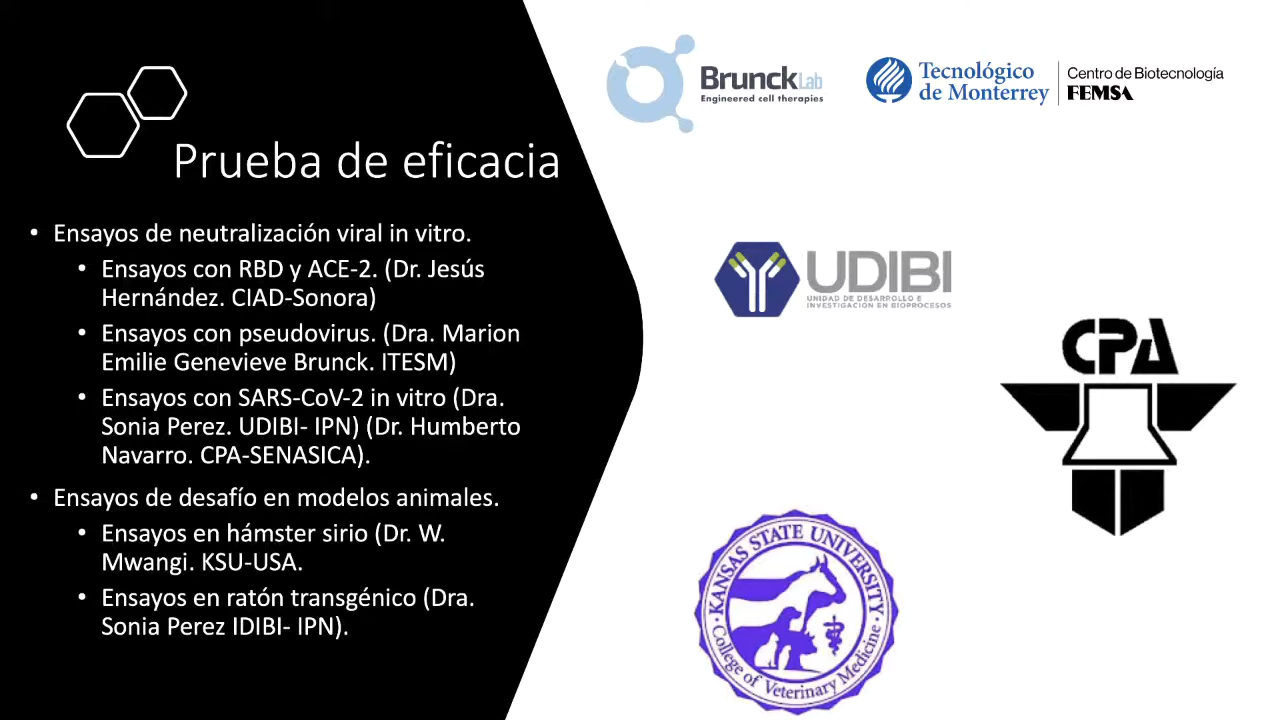 Brunck Lab
Engineered cell therapies
Tecnológico
de Monterrey
Centro de Biotecnología
FEMSA
Prueba de eficacia
• Ensayos de neutralización viral in vitro.
• Ensayos con RBD y ACE-2. (Dr. Jesús
Hernández. CIAD-Sonora)
• Ensayos con pseudovirus. (Dra. Marion
Emilie Genevieve Brunck. ITESM)
• Ensayos con SARS-CoV-2 in vitro (Dra.
Sonia Perez. UDIBI- IPN) (Dr. Humberto
Navarro. CPA-SENASICA).
• Ensayos de desafío en modelos animales.
• Ensayos en hámster sirio (Dr. W.
Mwangi. KSU-USA.
• Ensayos en ratón transgénico (Dra.
Sonia Perez IDIBI- IPN).
UDIBI
UNIDAD DE DESARROLLO E
INVESTIGACIÓN EN BIOPROCESOS
CPA
KANSAS STATE UNIVERSITY
College of Veterinary Medicine